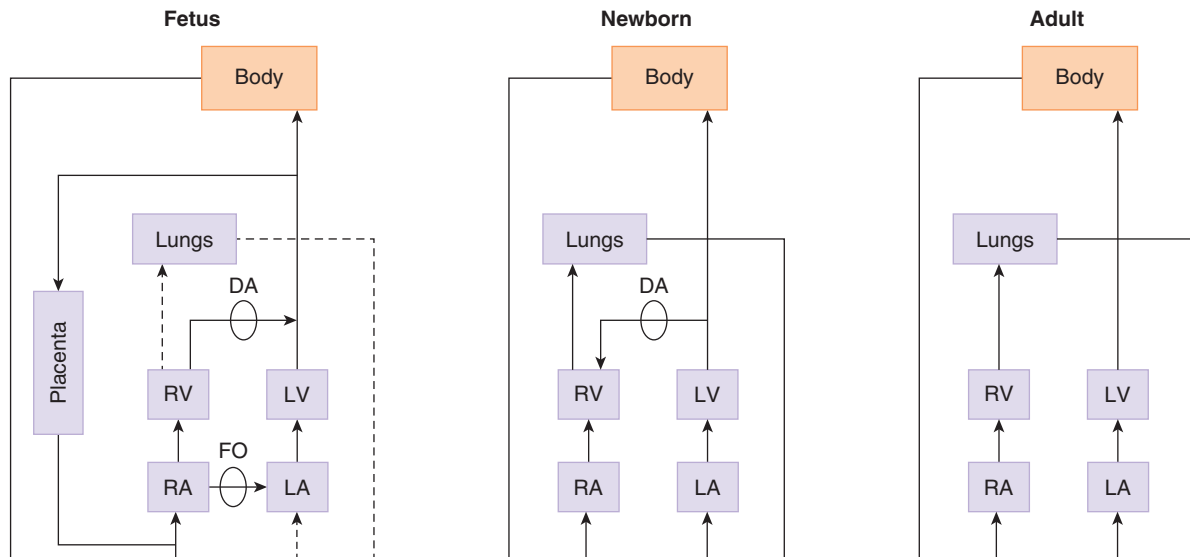 Fetus
Body
Lungs
DA
Placenta
RV
LV
FO
RA
LA
Newborn
Body
Lungs
DA
RV
LV
RA
LA
Adult
Body
Lungs
RV
LV
RA
LA